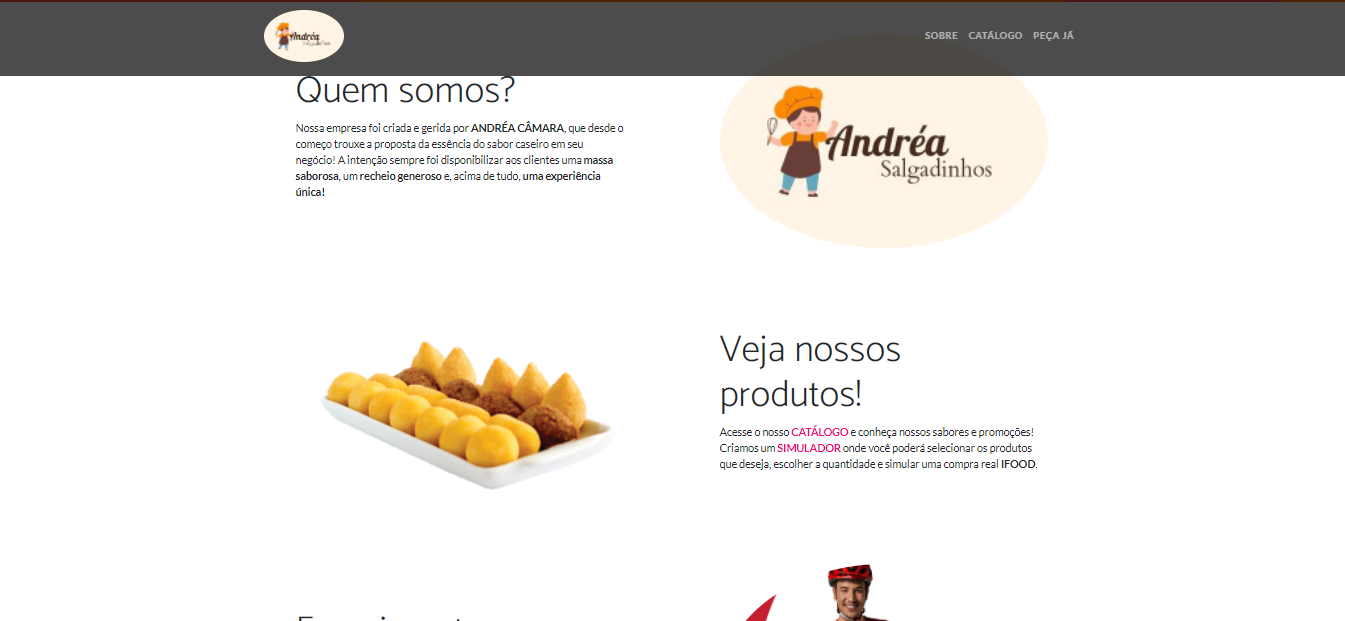 Andréa
Salgadinhos
SOBRE CATÁLOGO PEÇA JÁ
Quem somos?
Nossa empresa foi criada e gerida por ANDRÉA CÂMARA, que desde o
começo trouxe a proposta da essência do sabor caseiro em seu
negócio! A intenção sempre foi disponibilizar aos clientes uma massa
saborosa, um recheio generoso e, acima de tudo, uma experiência
única!
Andréa
Salgadinhos
Veja nossos
produtos!
Acesse o nosso CATÁLOGO e conheça nossos sabores e promoções!
Criamos um SIMULADOR onde você poderá selecionar os produtos
que deseja, escolher a quantidade e simular uma compra real IFOOD.